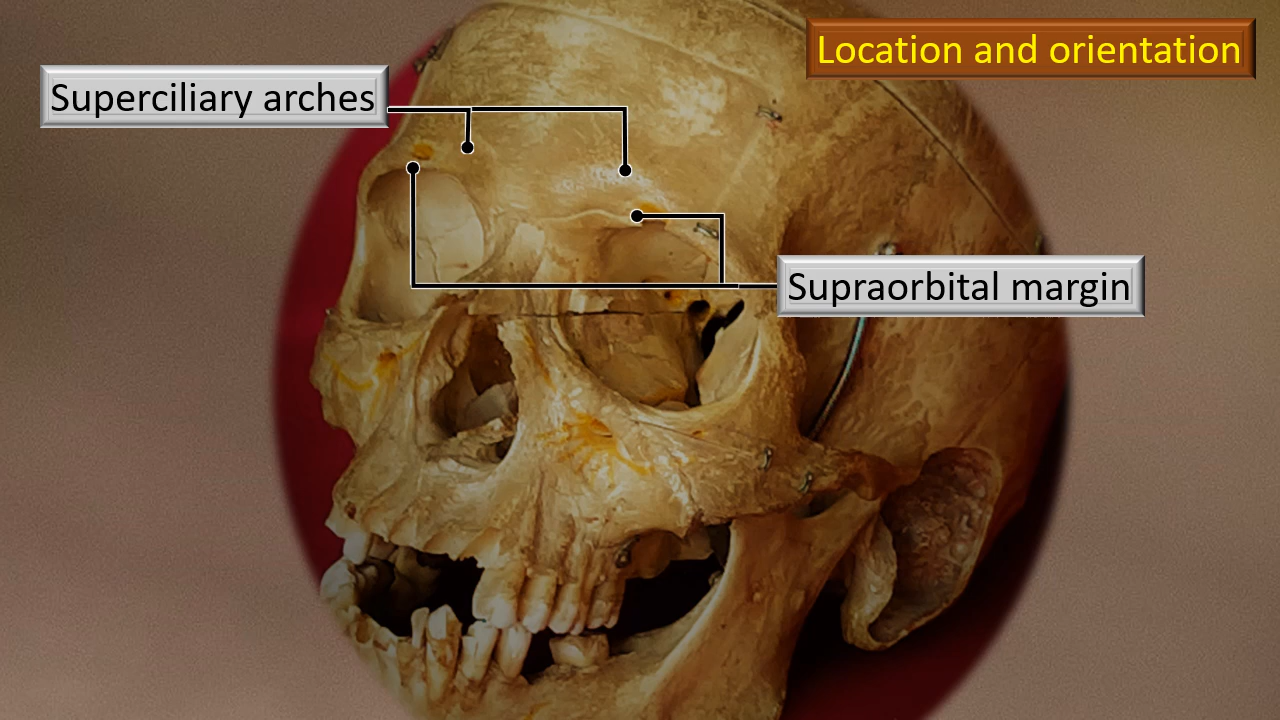 Location and orientation
Superciliary arches
Supraorbital margin